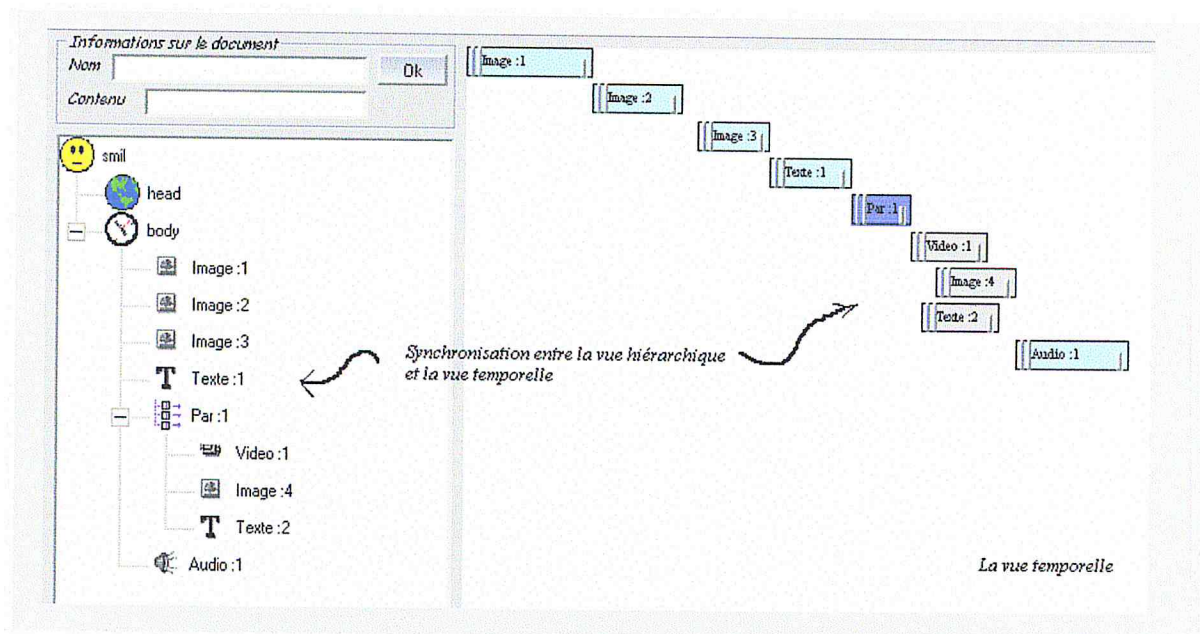 Informations sur le document
Nom
Ok
Contenu
smil
head
body
Image :1
Image :2
Image :3
Texte :1
Par :1
Video :1
Image :4
Texte :2
Audio :1
Image :1
Image :2
Image :3
Texte :1
Par :1
Video :1
Image :4
Texte :2
Audio :1
Synchronisation entre la vue hiérarchique
et la vue temporelle
La vue temporelle